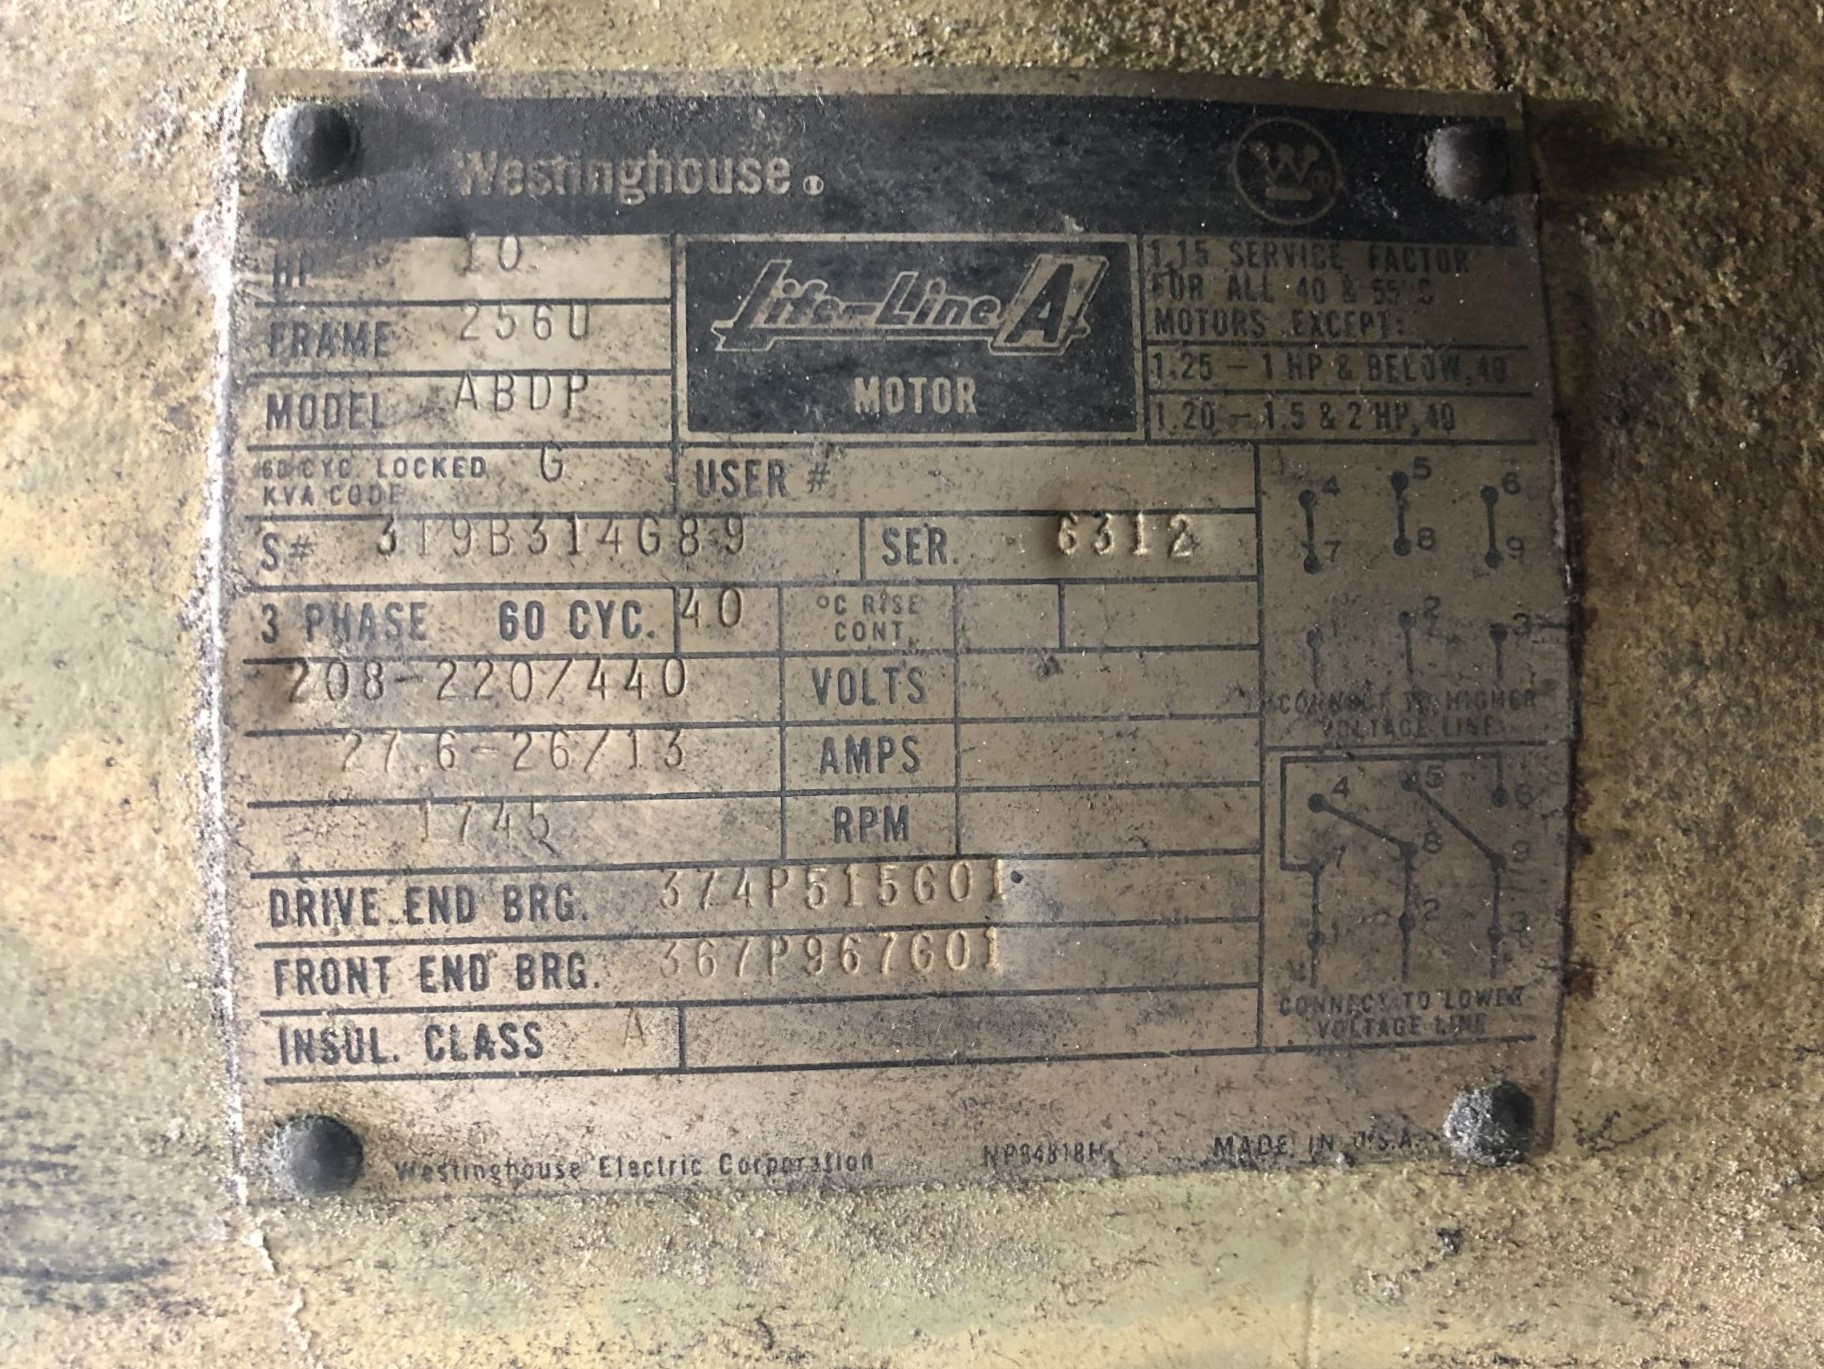 Westinghouse
W
HP 10
FRAME 256U
MODEL ABDP
Life-Line A
MOTOR
1.15 SERVICE FACTOR
FOR ALL 40 & 55°C
MOTORS EXCEPT:
1.25 - 1 HP & BELOW, 40
1.20 - 1.5 & 2 HP, 40
60 CYC. LOCKED
KVA CODE G
USER #
S# 319B314G89
SER. 6312
3 PHASE 60 CYC. 40 °C RISE
CONT.
208-220/440 VOLTS
27.6-26/13 AMPS
1745 RPM
DRIVE END BRG. 374P515G01
FRONT END BRG. 367P967G01
INSUL. CLASS A
4 5 6
7 8 9
1 2 3
CONNECT TO HIGHER
VOLTAGE LINE
4 5 6
7 8 9
1 2 3
CONNECT TO LOWER
VOLTAGE LINE
Westinghouse Electric Corporation
MADE IN U.S.A.